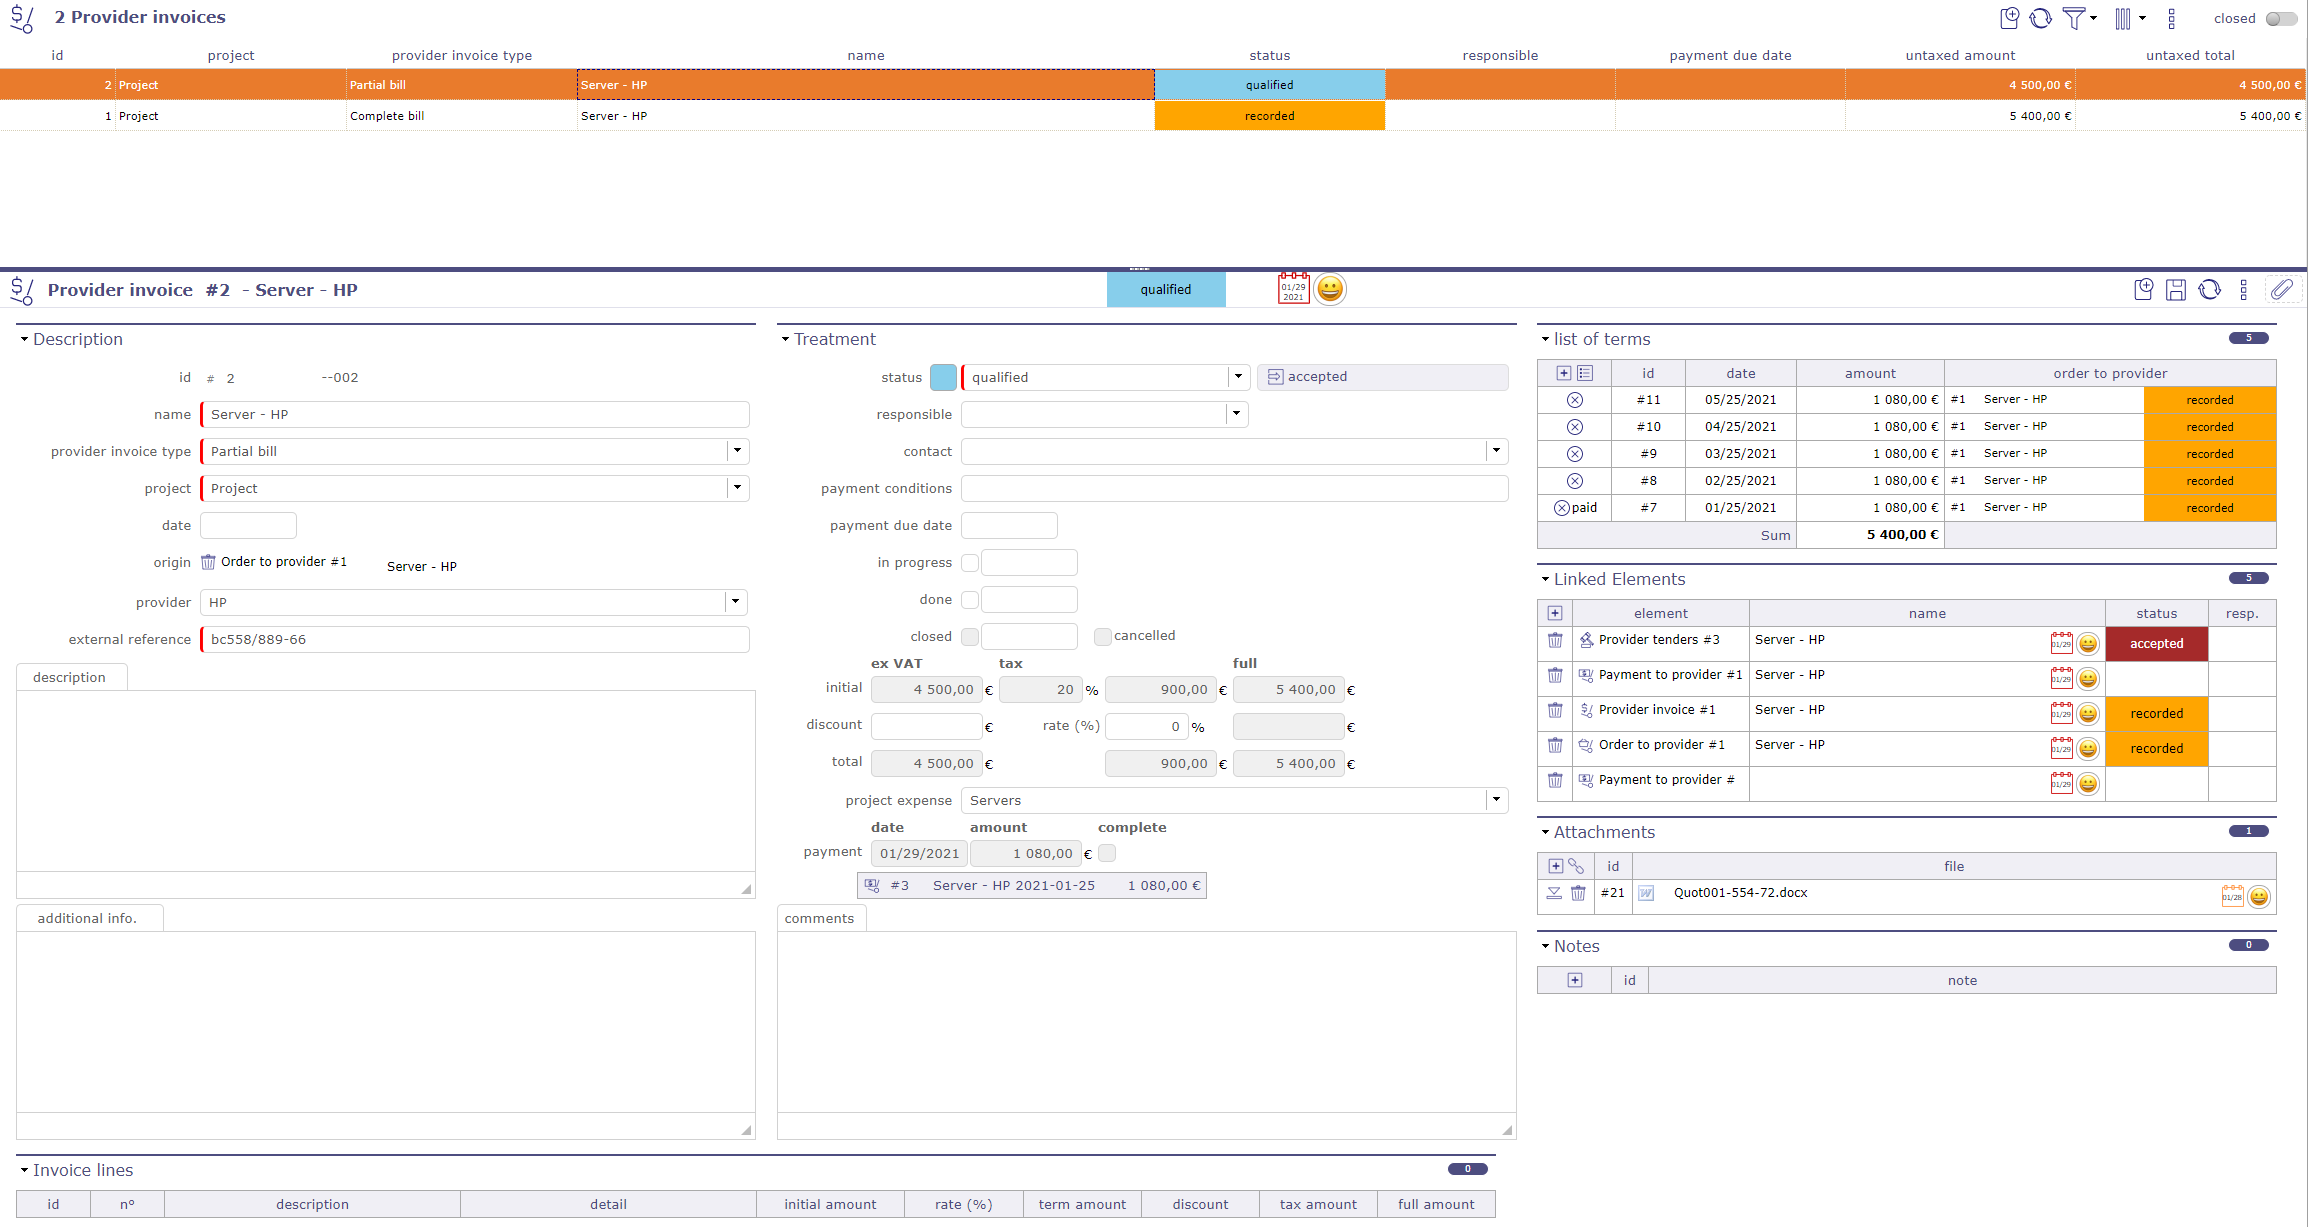 2 Provider invoices
closed
id project provider invoice type name status responsible payment due date untaxed amount untaxed total
2 Project Partial bill Server - HP qualified 4 500,00 € 4 500,00 €
1 Project Complete bill Server - HP recorded 5 400,00 € 5 400,00 €
Provider invoice #2 - Server - HP
qualified
01/29
2021
Description
id # 2 --002
name Server - HP
provider invoice type Partial bill
project Project
date
origin Order to provider #1 Server - HP
provider HP
external reference bc558/889-66
description
additional info.
Treatment
status qualified accepted
responsible
contact
payment conditions
payment due date
in progress
done
closed cancelled
ex VAT tax full
initial 4 500,00 € 20 % 900,00 € 5 400,00 €
discount € rate (%) 0 % €
total 4 500,00 € 900,00 € 5 400,00 €
project expense Servers
date amount complete
payment 01/29/2021 1 080,00 €
#3 Server - HP 2021-01-25 1 080,00 €
comments
list of terms 5
id date amount order to provider
#11 05/25/2021 1 080,00 € #1 Server - HP recorded
#10 04/25/2021 1 080,00 € #1 Server - HP recorded
#9 03/25/2021 1 080,00 € #1 Server - HP recorded
#8 02/25/2021 1 080,00 € #1 Server - HP recorded
paid #7 01/25/2021 1 080,00 € #1 Server - HP recorded
Sum 5 400,00 €
Linked Elements 5
element name status resp.
Provider tenders #3 Server - HP 01/29 accepted
Payment to provider #1 Server - HP 01/29
Provider invoice #1 Server - HP 01/29 recorded
Order to provider #1 Server - HP 01/29 recorded
Payment to provider # 01/29
Attachments 1
id file
#21 Quot001-554-72.docx 01/28
Notes 0
id note
Invoice lines 0
id n° description detail initial amount rate (%) term amount discount tax amount full amount